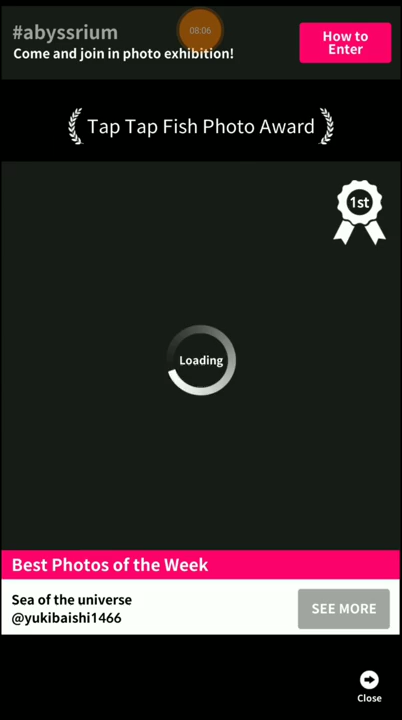 #abyssrium
Come and join in photo exhibition!
08:06
How to
Enter
Tap Tap Fish Photo Award
1st
Loading
Best Photos of the Week
Sea of the universe
@yukibaishi1466
SEE MORE
Close